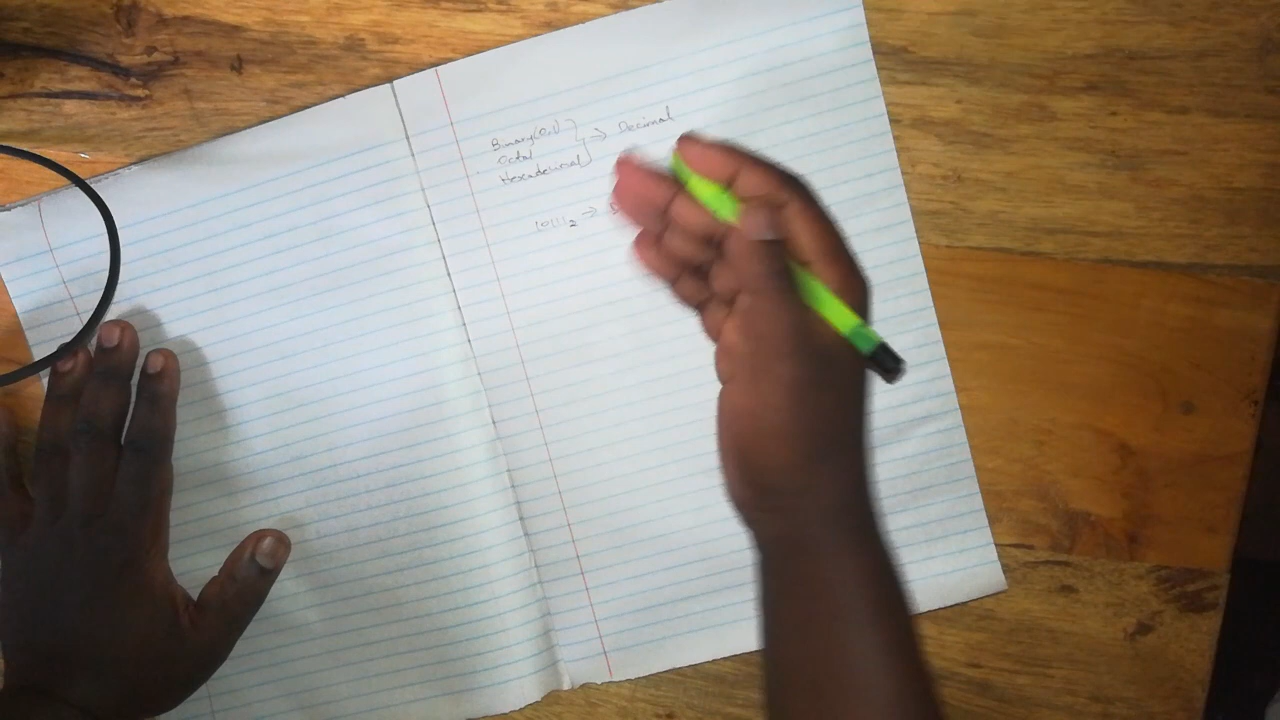 Binary(0,1) } → Decimal
Octal
Hexadecimal
10111₂ →